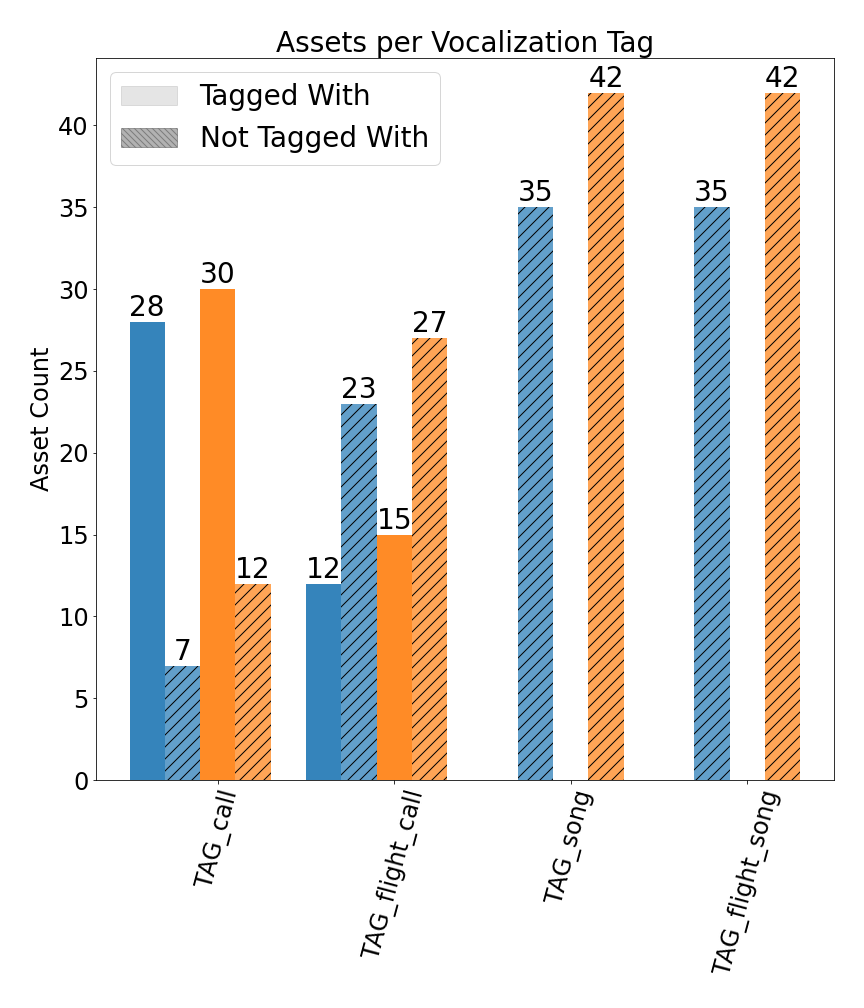 Assets per Vocalization Tag
Tagged With
Not Tagged With
Asset Count
40
35
30
25
20
15
10
5
0
28
7
30
12
12
23
15
27
35
42
35
42
TAG_call
TAG_flight_call
TAG_song
TAG_flight_song